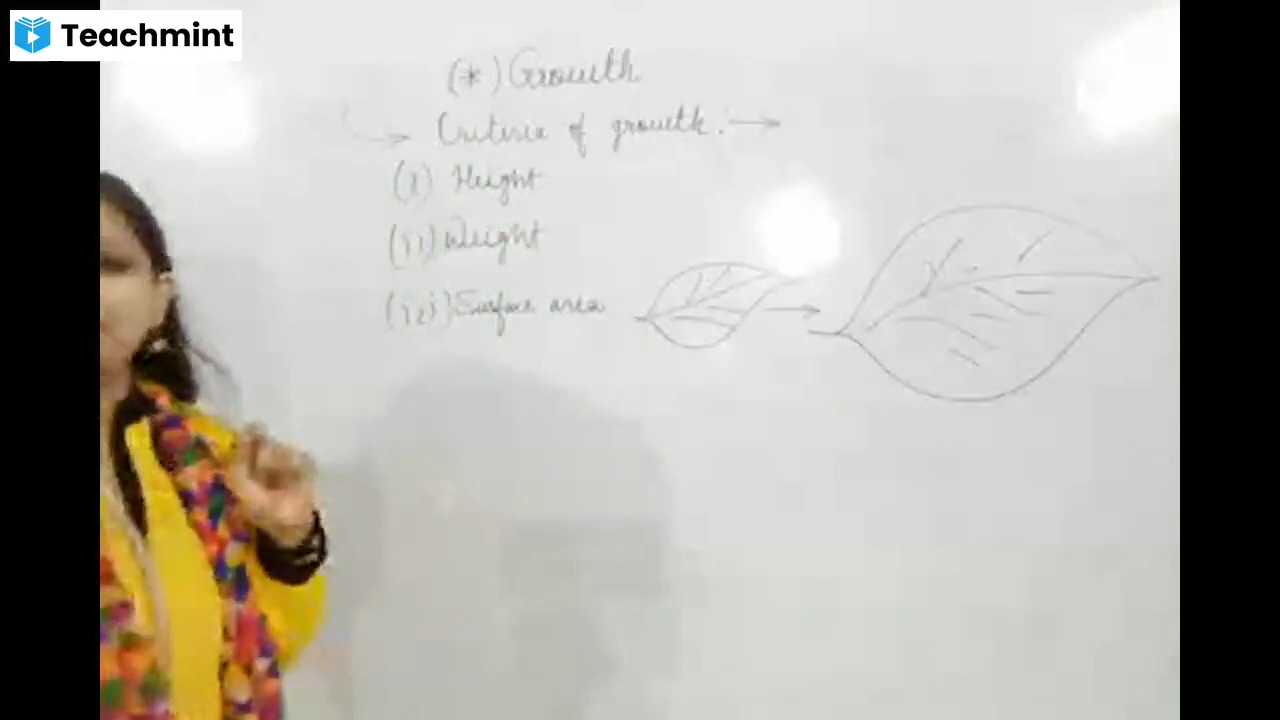 Teachmint
(*) Growth
→ Criteria of growth :→
(i) Height
(ii) Weight
(iii) Surface area